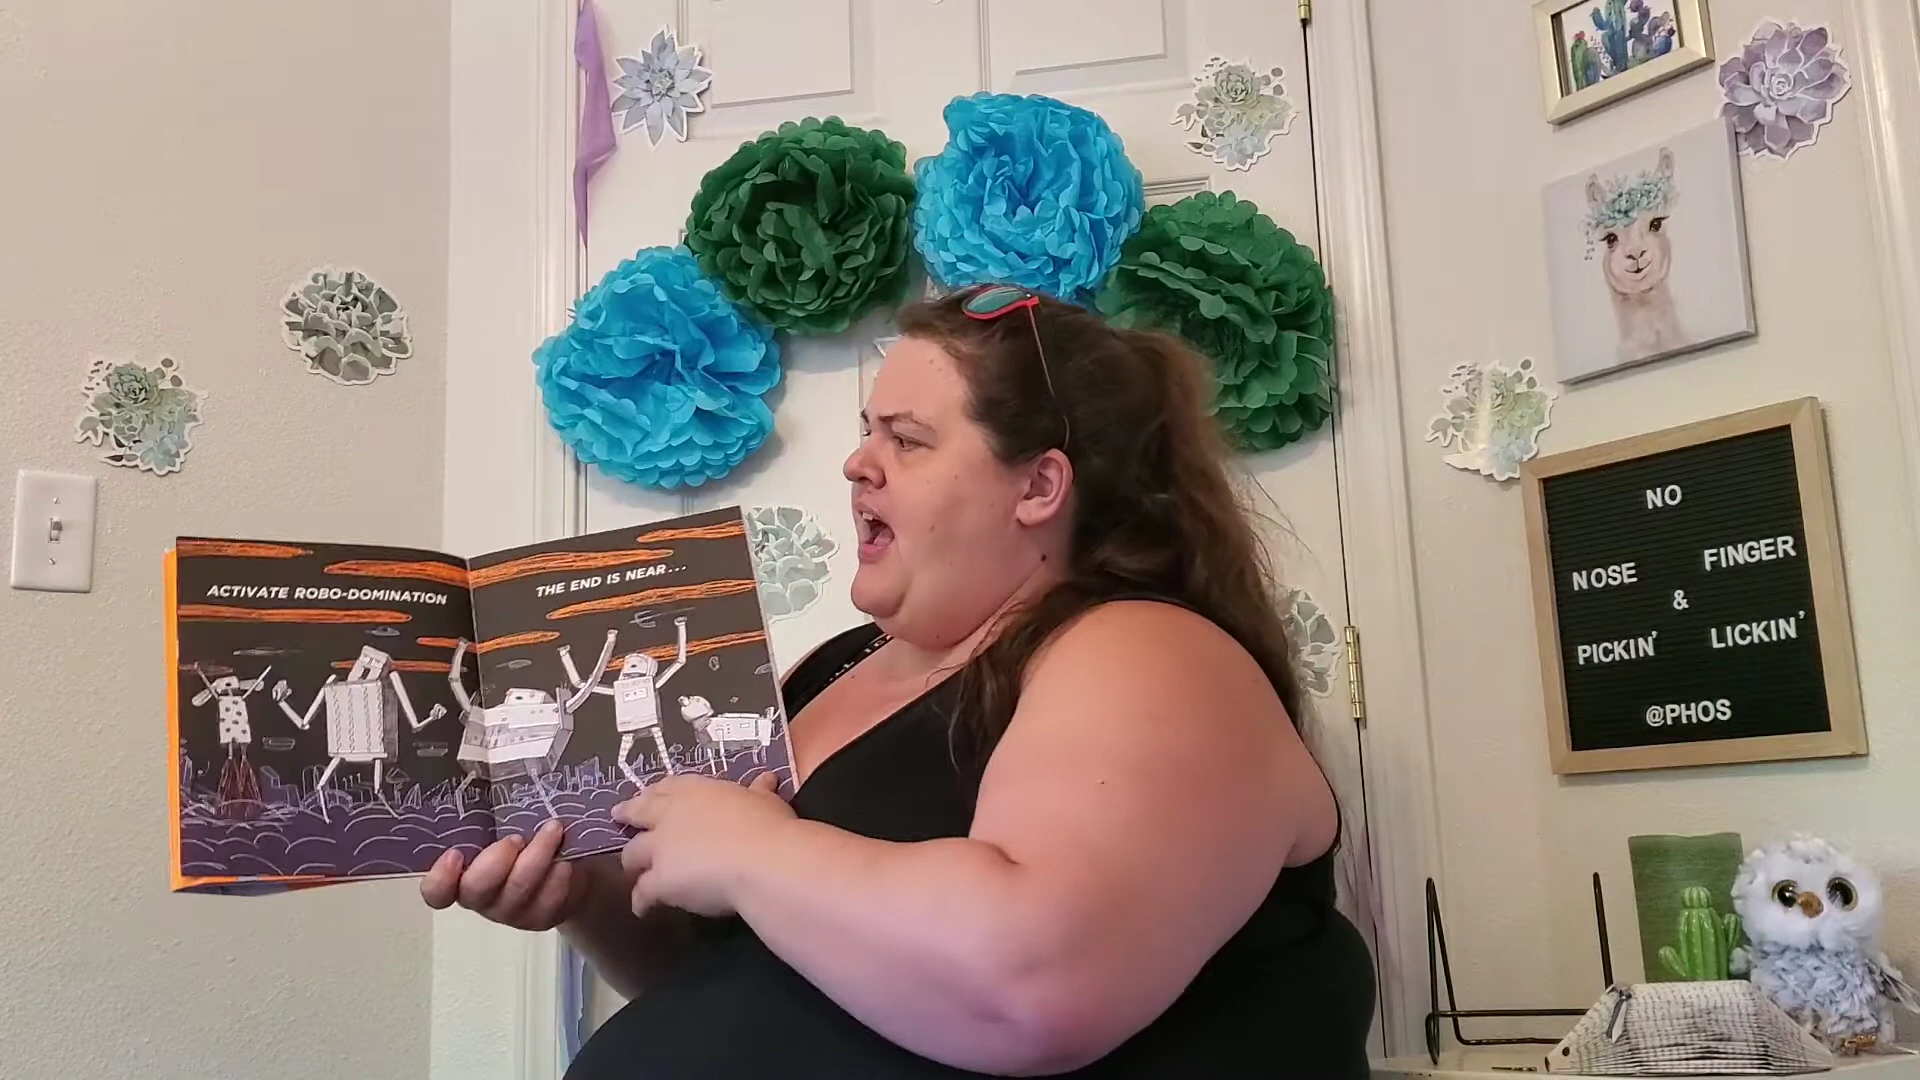 ACTIVATE ROBO-DOMINATION
THE END IS NEAR...
NO
NOSE FINGER
&
PICKIN' LICKIN'
@PHOS